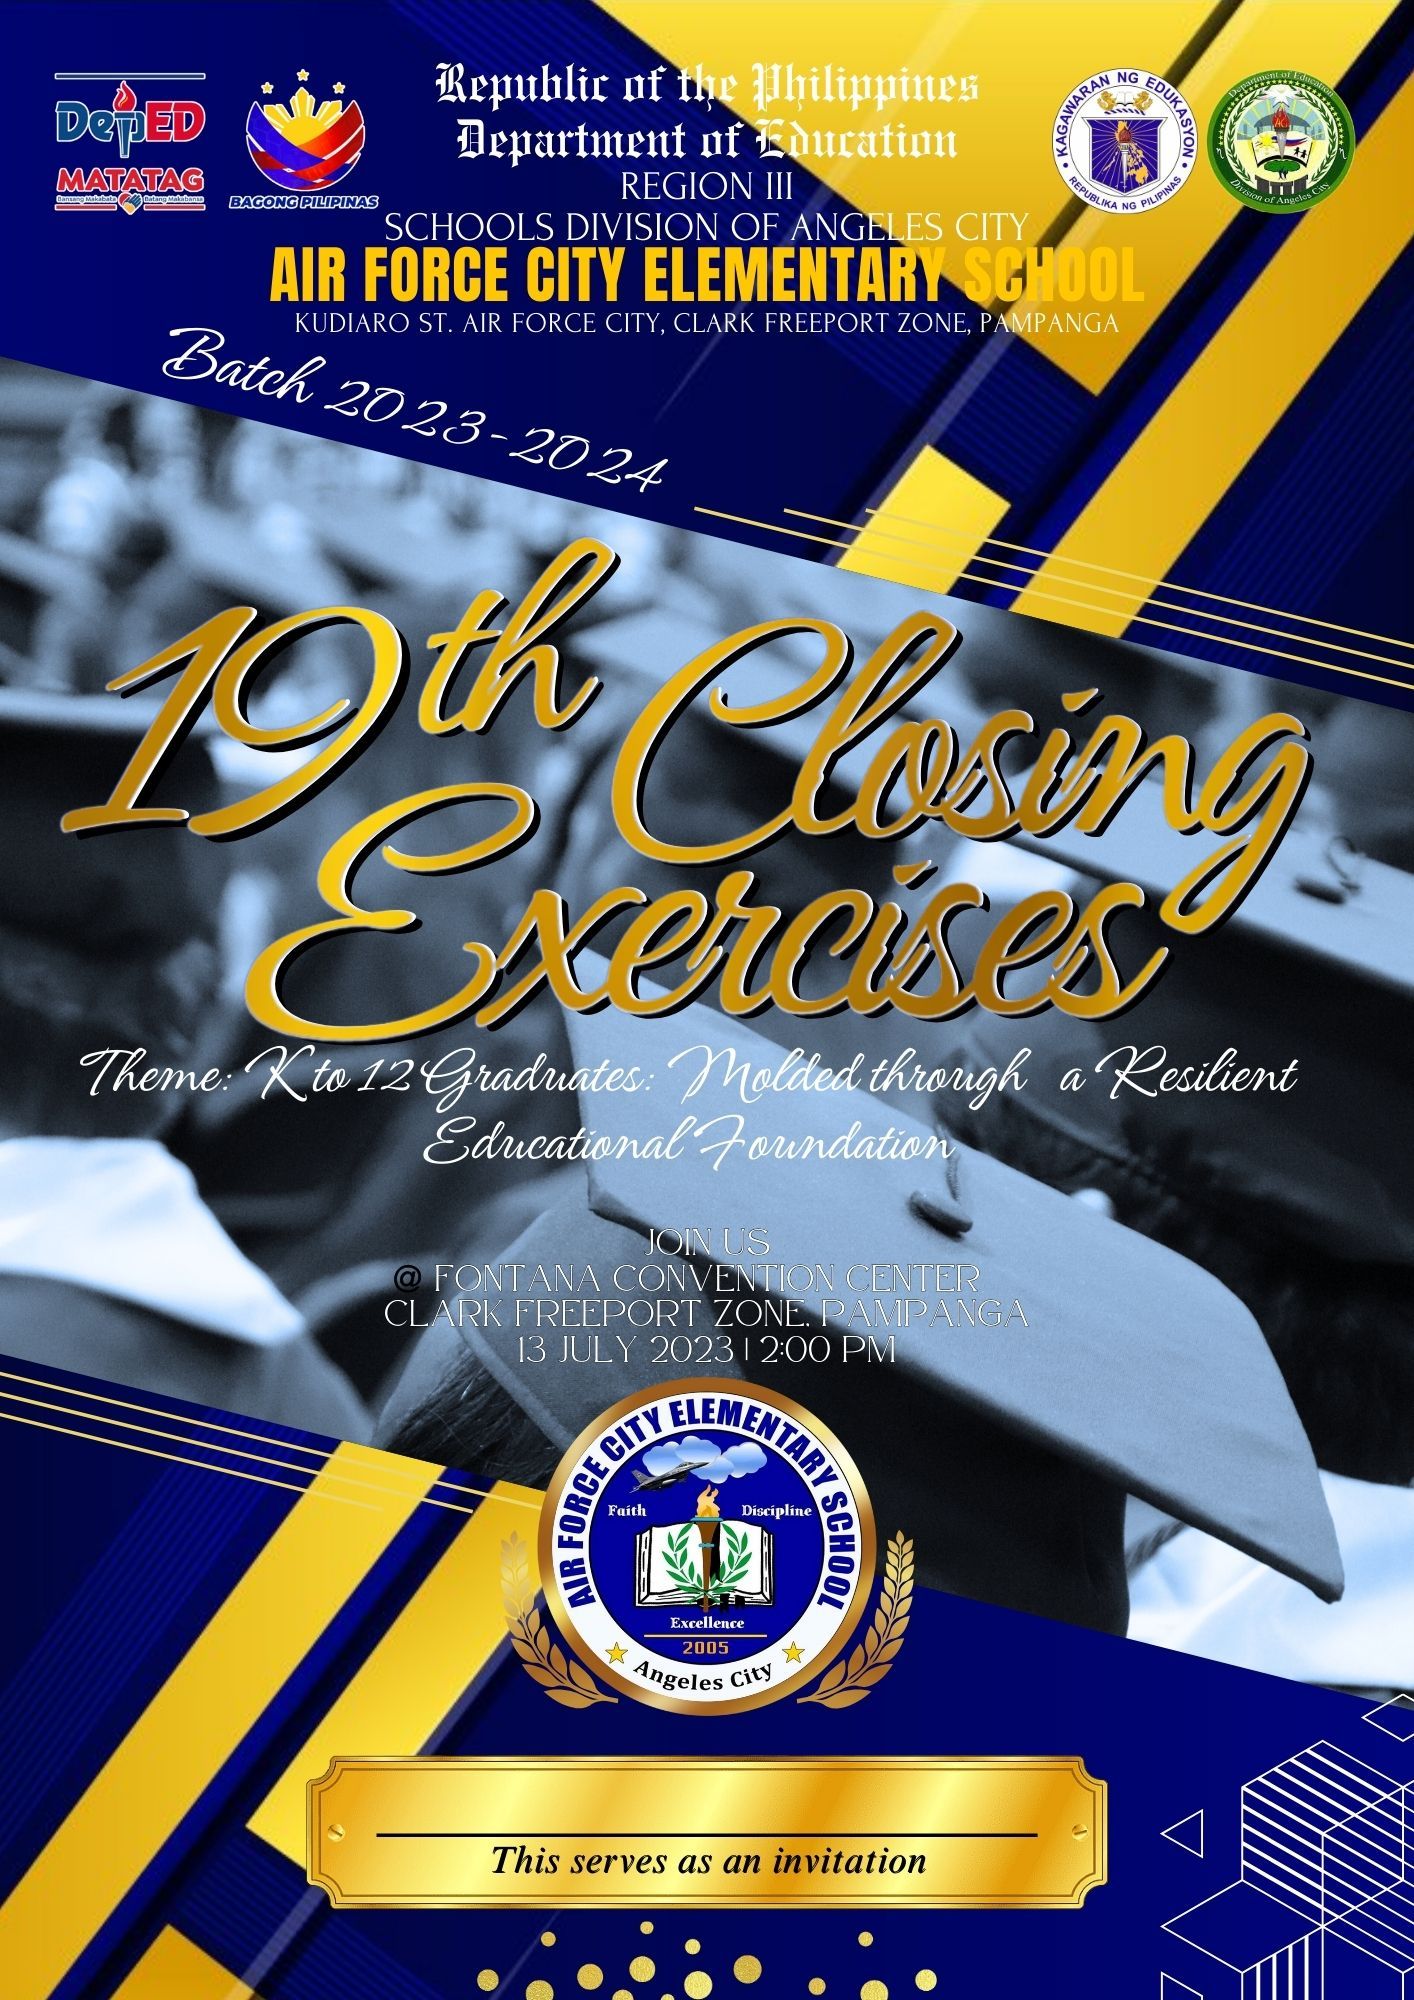 Republic of the Philippines
Department of Education
REGION III
SCHOOLS DIVISION OF ANGELES CITY
AIR FORCE CITY ELEMENTARY SCHOOL
KUDIARO ST. AIR FORCE CITY, CLARK FREEPORT ZONE, PAMPANGA
DepED
MATATAG
Bansang Makabata Batang Makabansa
BAGONG PILIPINAS
KAGAWARAN NG EDUKASYON
REPUBLIKA NG PILIPINAS
Department of Education
Division of Angeles City
Batch 2023-2024
19th Closing
Exercises
Theme: K to 12 Graduates: Molded through a Resilient
Educational Foundation
JOIN US
@ FONTANA CONVENTION CENTER
CLARK FREEPORT ZONE, PAMPANGA
13 JULY 2023 | 2:00 PM
AIR FORCE CITY ELEMENTARY SCHOOL
Faith Discipline
Excellence
2005
Angeles City
This serves as an invitation